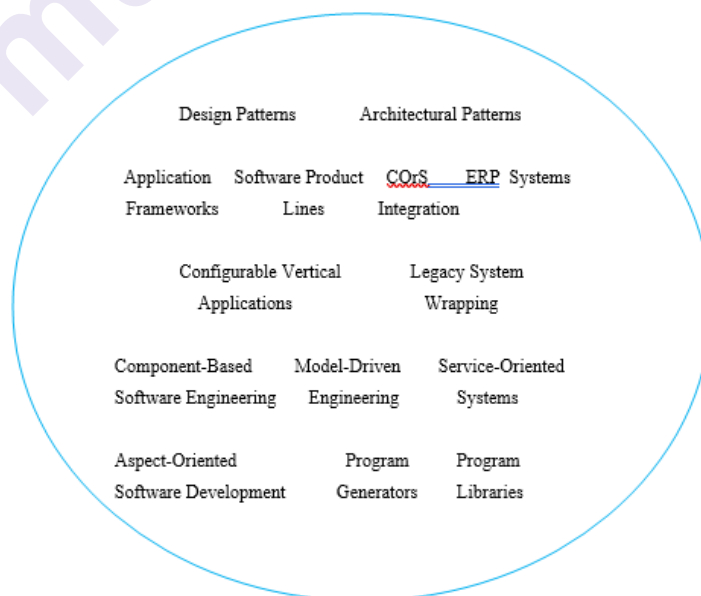 Design Patterns Architectural Patterns
Application Software Product COrS ERP Systems
Frameworks Lines Integration
Configurable Vertical Legacy System
Applications Wrapping
Component-Based Model-Driven Service-Oriented
Software Engineering Engineering Systems
Aspect-Oriented Program Program
Software Development Generators Libraries